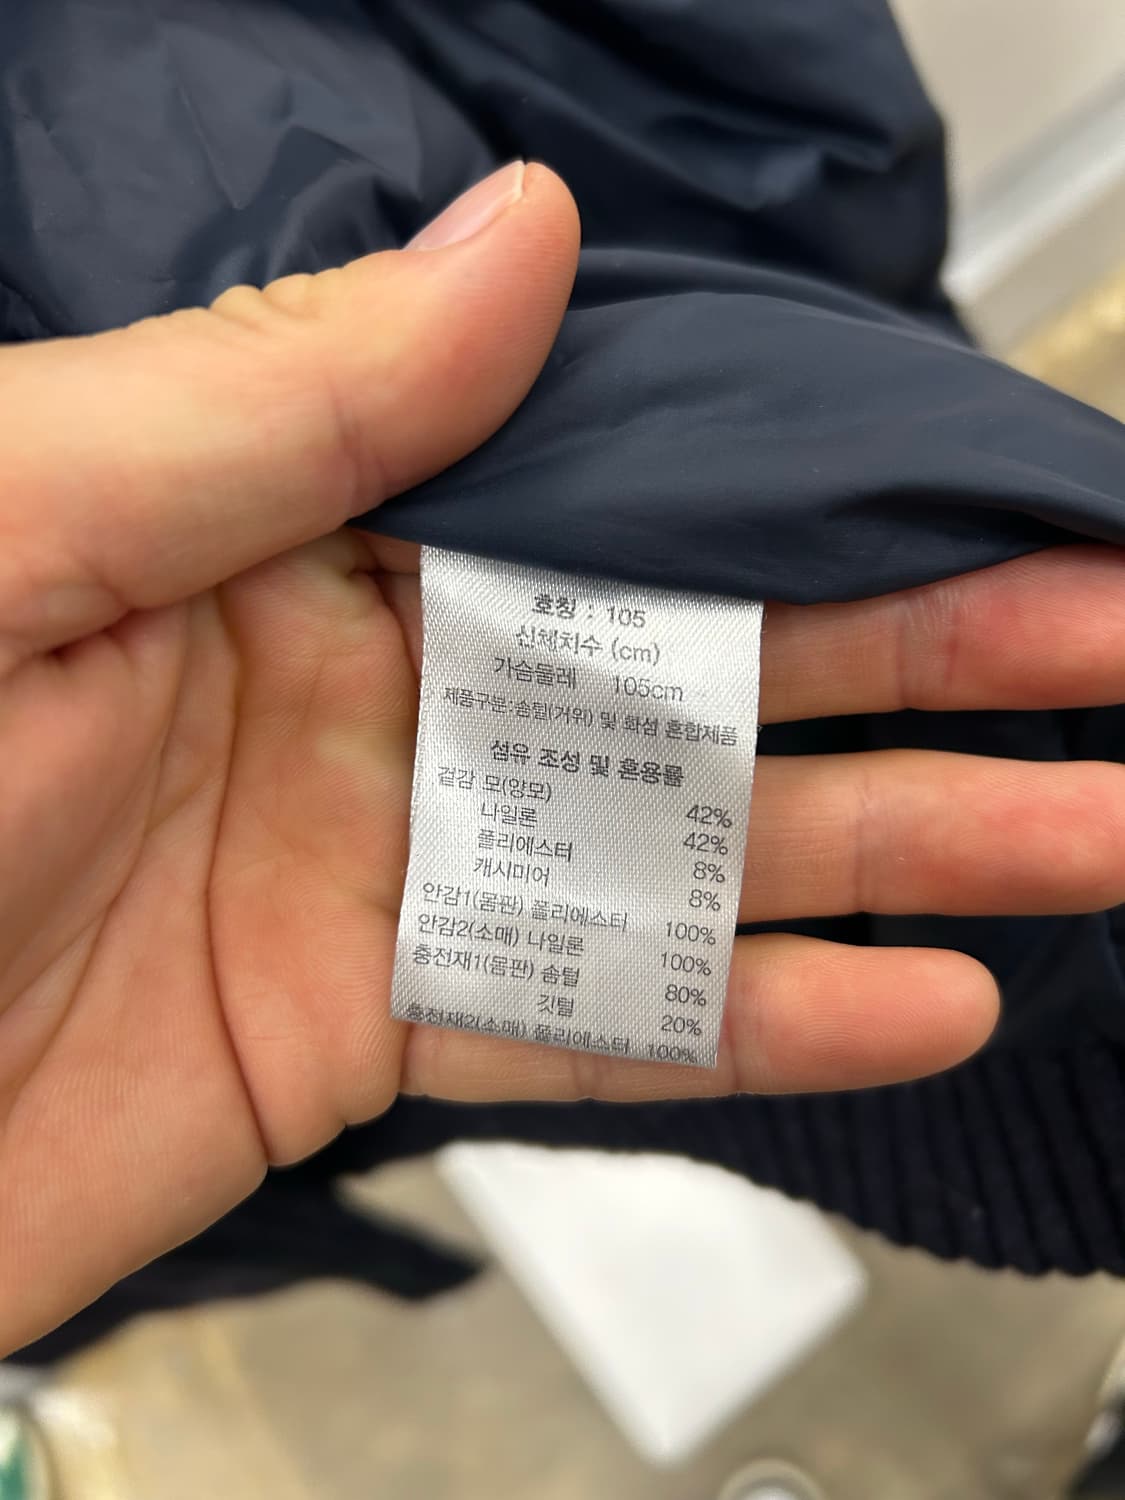 호칭 : 105
신체치수 (cm)
가슴둘레 105cm
제품구분:솜털(거위) 및 화섬 혼합제품
섬유 조성 및 혼용률
겉감 모(양모) 42%
나일론 42%
폴리에스터 8%
캐시미어 8%
안감1(몸판) 폴리에스터 100%
안감2(소매) 나일론 100%
충전재1(몸판) 솜털 80%
깃털 20%
충전재2(소매) 폴리에스터 100%